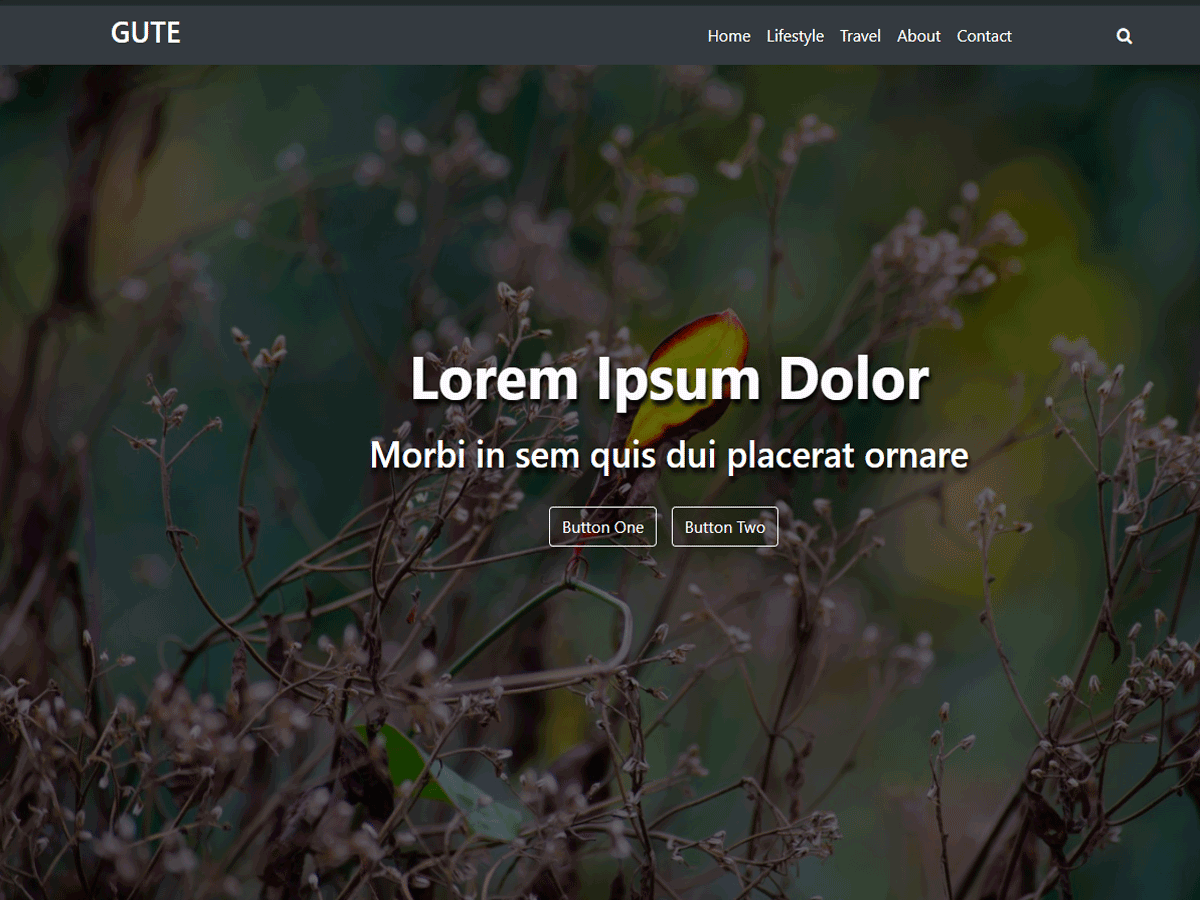 GUTE
Home Lifestyle Travel About Contact
Lorem Ipsum Dolor
Morbi in sem quis dui placerat ornare
Button One Button Two